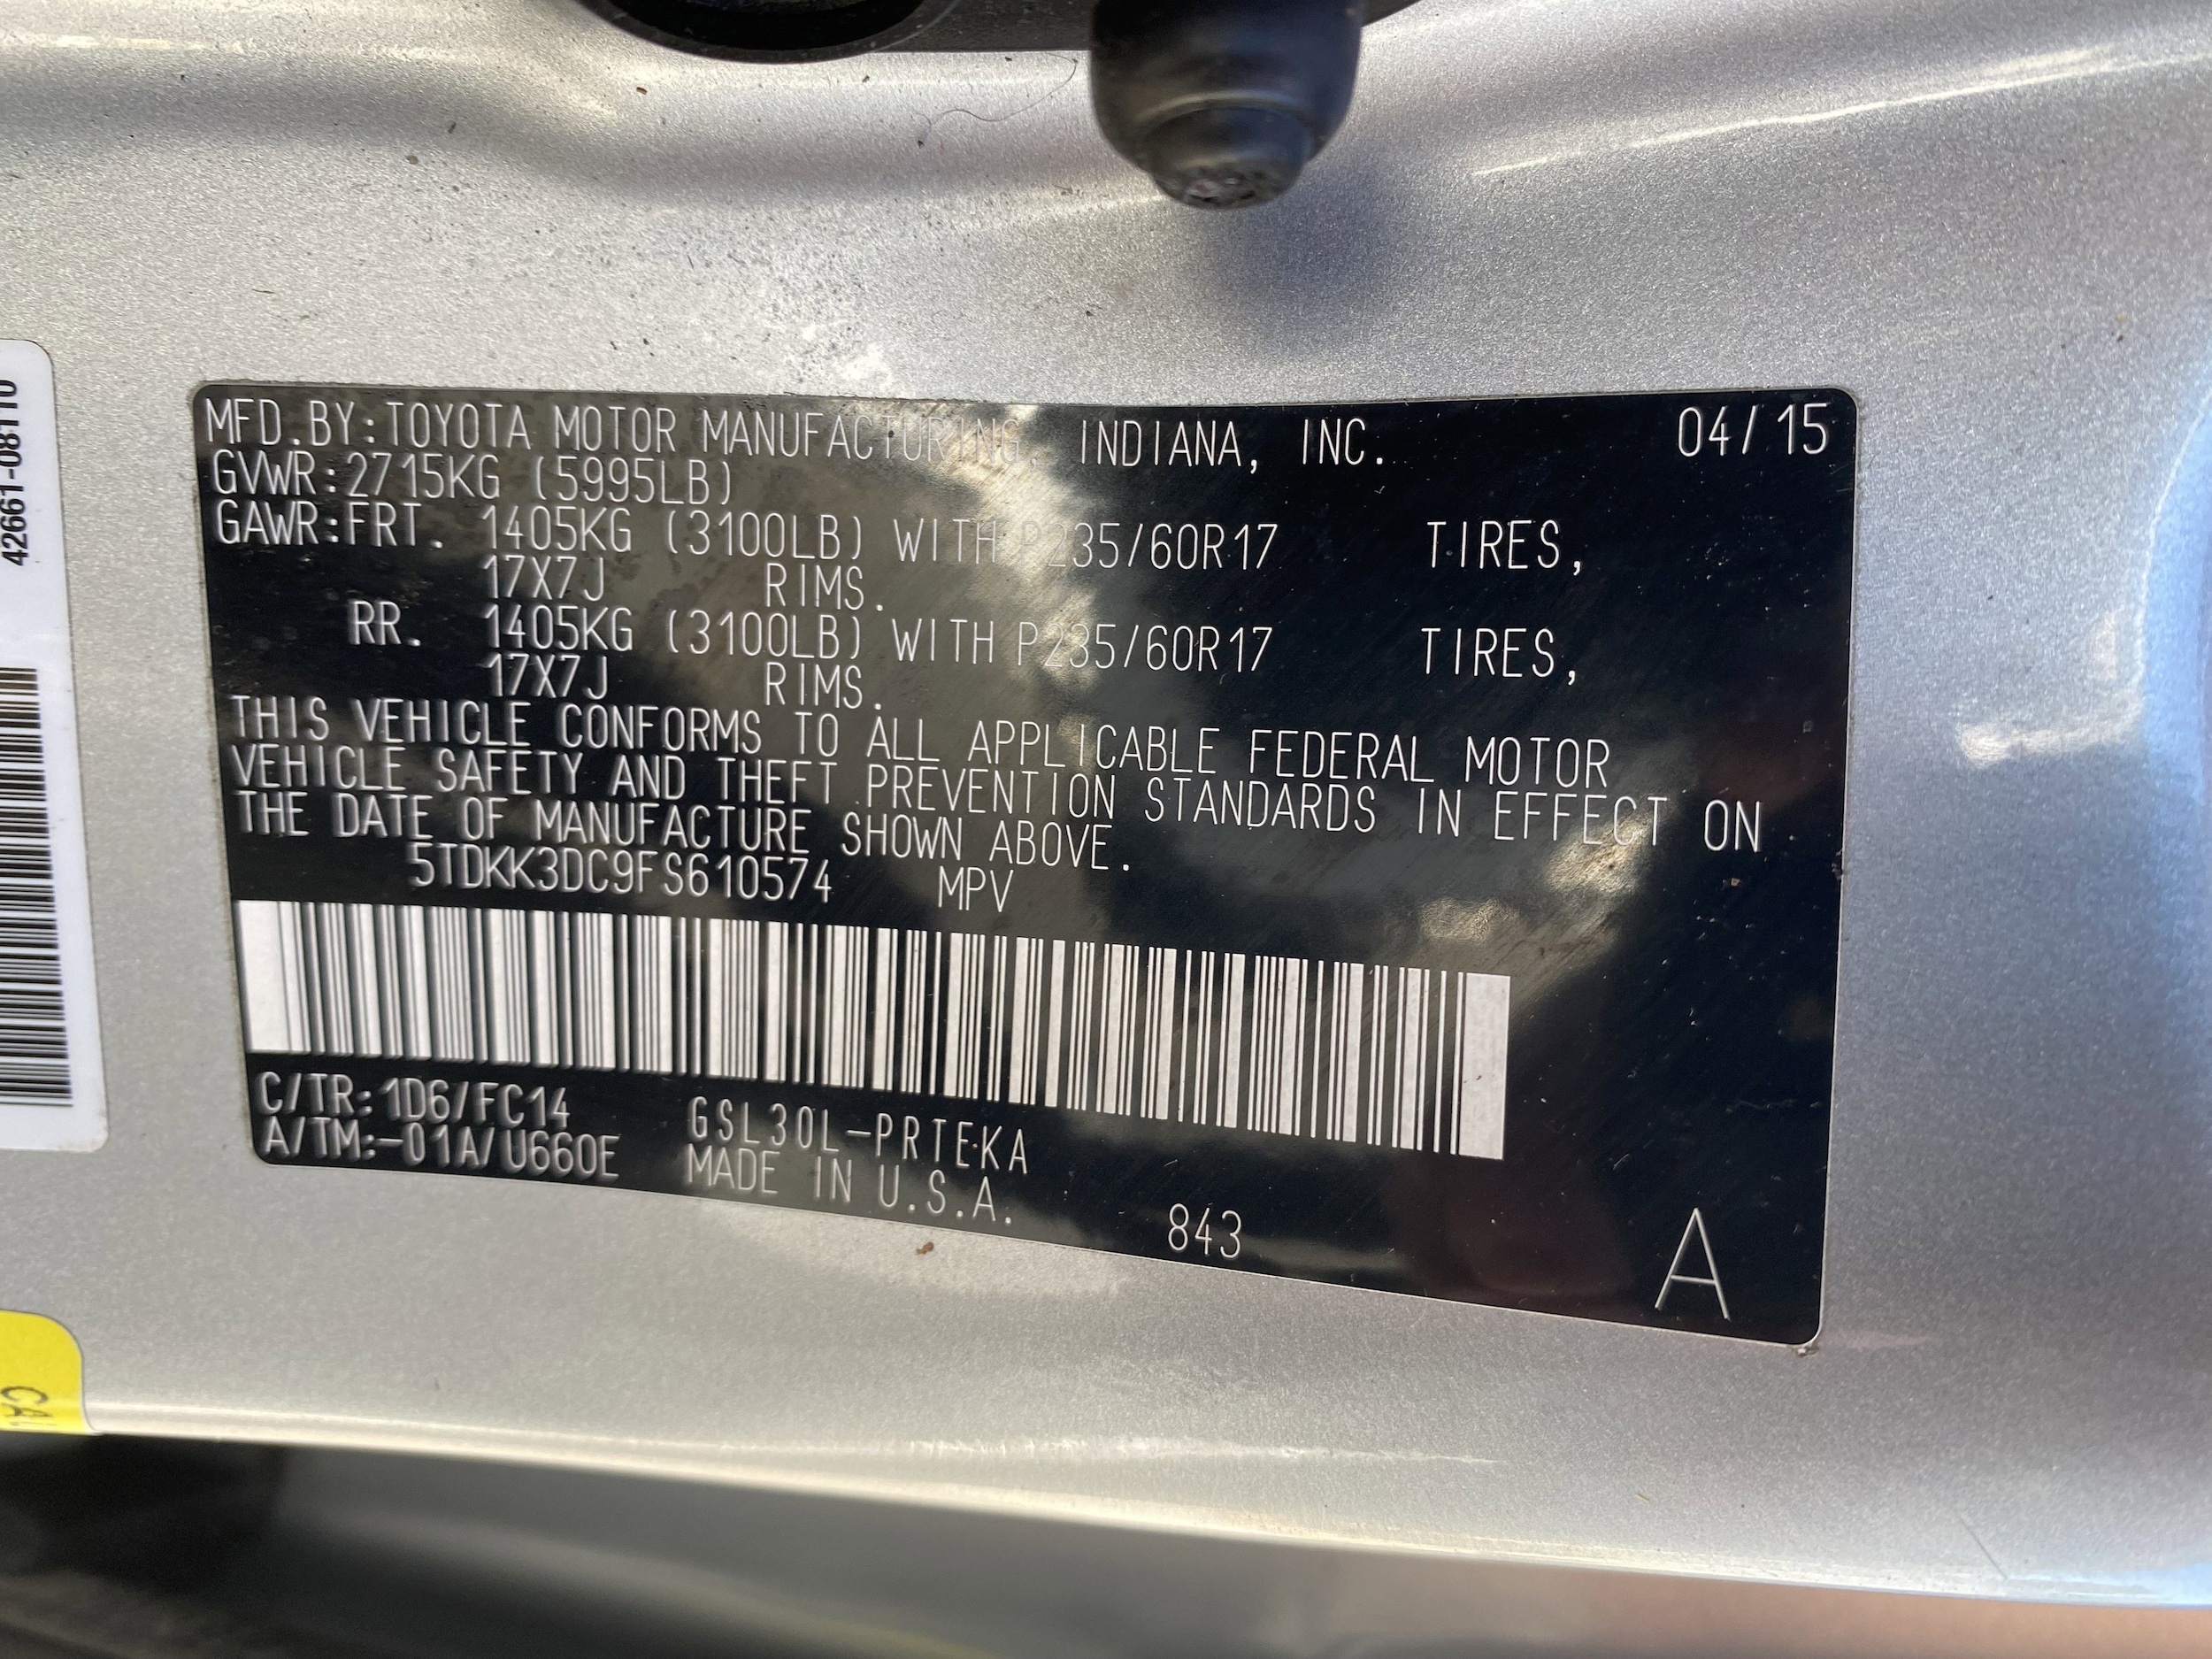 MFD.BY:TOYOTA MOTOR MANUFACTURING, INDIANA, INC. 04/15
GVWR:2715KG (5995LB)
GAWR:FRT. 1405KG (3100LB) WITH P235/60R17 TIRES,
17X7J RIMS.
RR. 1405KG (3100LB) WITH P235/60R17 TIRES,
17X7J RIMS.
THIS VEHICLE CONFORMS TO ALL APPLICABLE FEDERAL MOTOR
VEHICLE SAFETY AND THEFT PREVENTION STANDARDS IN EFFECT ON
THE DATE OF MANUFACTURE SHOWN ABOVE.
5TDKK3DC9FS610574 MPV
C/TR:1D6/FC14 GSL30L-PRTEKA
A/TM:-01A/U660E MADE IN U.S.A.
843
A
42661-08110